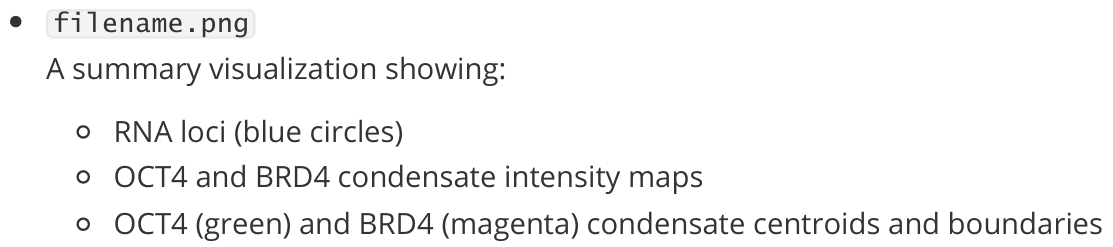 filename.png
A summary visualization showing:
RNA loci (blue circles)
OCT4 and BRD4 condensate intensity maps
OCT4 (green) and BRD4 (magenta) condensate centroids and boundaries